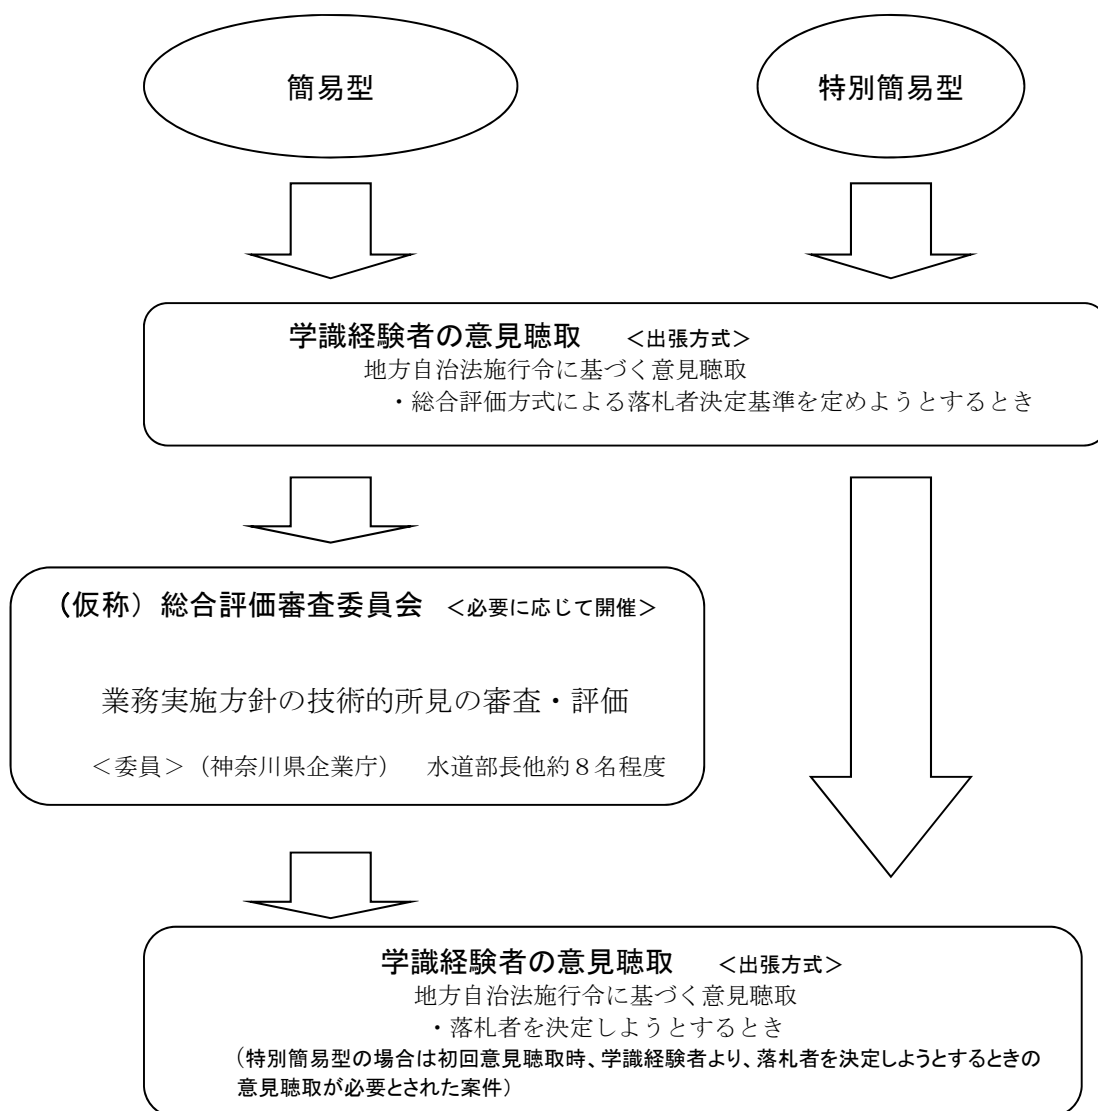 簡易型
特別簡易型
学識経験者の意見聴取　＜出張方式＞
地方自治法施行令に基づく意見聴取
・総合評価方式による落札者決定基準を定めようとするとき
（仮称）総合評価審査委員会　＜必要に応じて開催＞
業務実施方針の技術的所見の審査・評価
＜委員＞（神奈川県企業庁）　水道部長他約８名程度
学識経験者の意見聴取　＜出張方式＞
地方自治法施行令に基づく意見聴取
・落札者を決定しようとするとき
（特別簡易型の場合は初回意見聴取時、学識経験者より、落札者を決定しようとするときの
意見聴取が必要とされた案件）